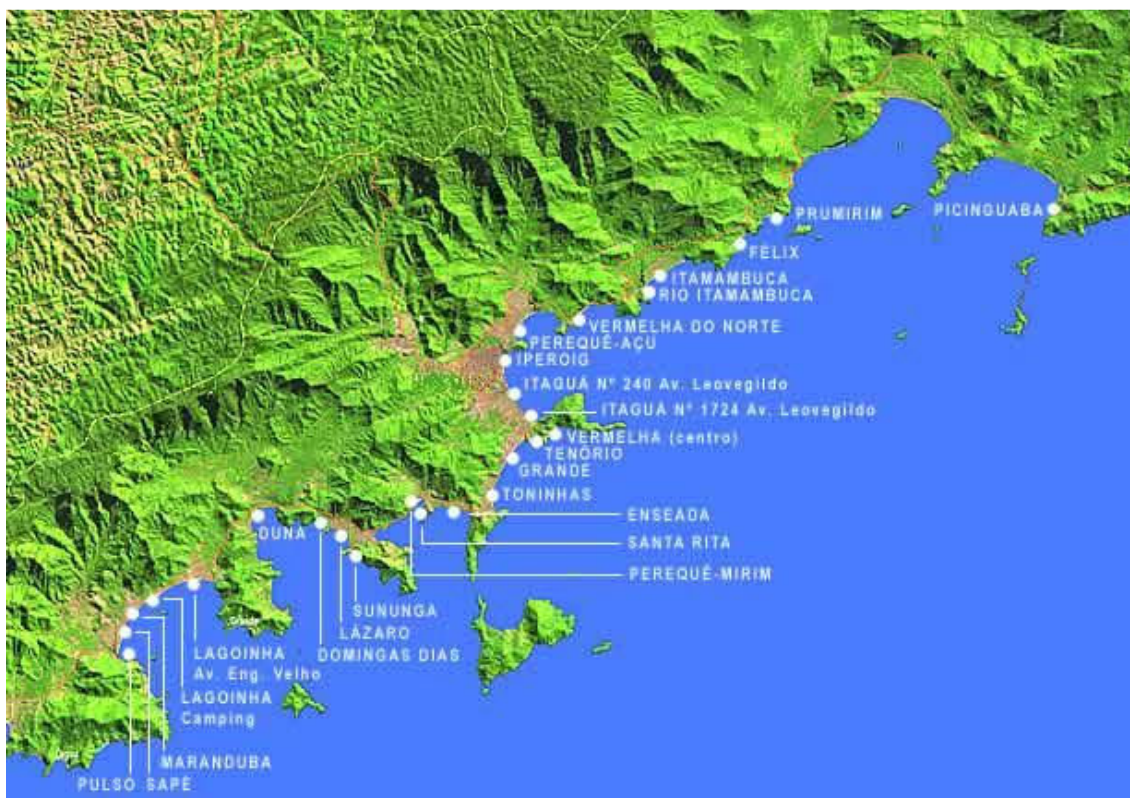 PRUMIRIM
PICINGUABA
FÉLIX
ITAMAMBUCA
RIO ITAMAMBUCA
VERMELHA DO NORTE
PEREQUÊ-AÇU
IPEROIG
ITAGUÁ Nº 240 Av. Leovegildo
ITAGUÁ Nº 1724 Av. Leovegildo
VERMELHA (centro)
TENÓRIO
GRANDE
TONINHAS
ENSEADA
DUNA
SANTA RITA
PEREQUÊ-MIRIM
SUNUNGA
LÁZARO
DOMINGAS DIAS
LAGOINHA
Av. Eng. Velho
LAGOINHA
Camping
MARANDUBA
PULSO
SAPÊ